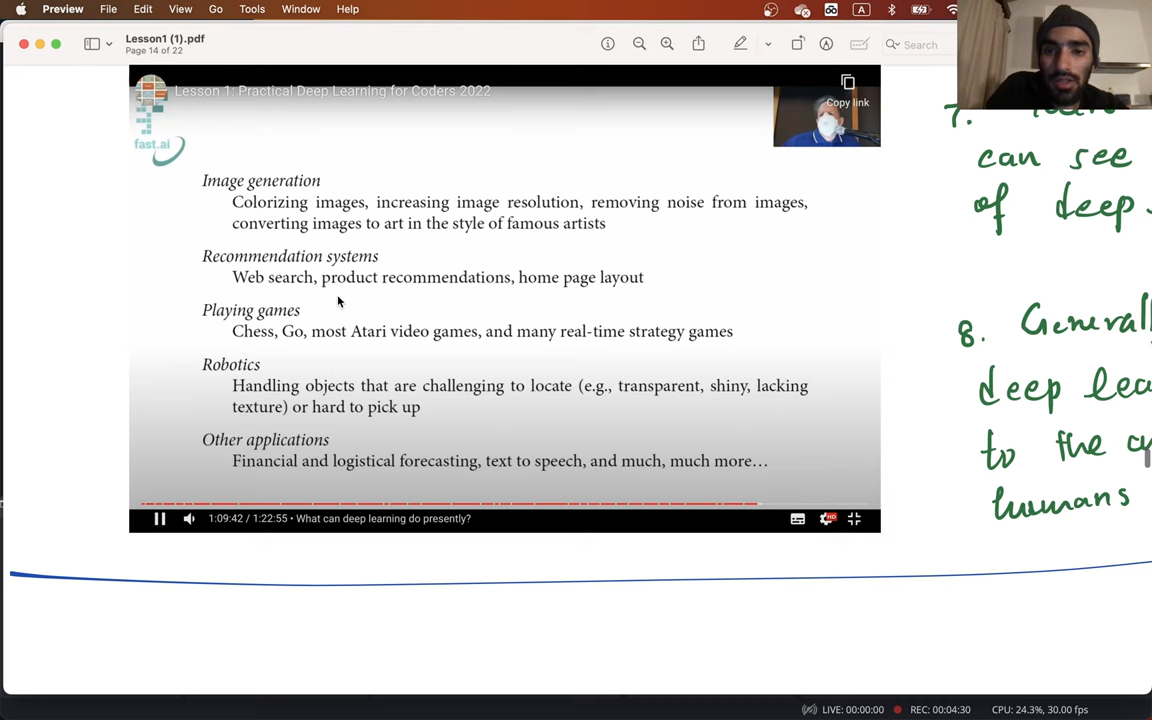 Preview File Edit View Go Tools Window Help
A
Lesson1 (1).pdf
Page 14 of 22
Search
Lesson 1: Practical Deep Learning for Coders 2022
Copy link
fast.ai
Image generation
Colorizing images, increasing image resolution, removing noise from images,
converting images to art in the style of famous artists
Recommendation systems
Web search, product recommendations, home page layout
Playing games
Chess, Go, most Atari video games, and many real-time strategy games
Robotics
Handling objects that are challenging to locate (e.g., transparent, shiny, lacking
texture) or hard to pick up
Other applications
Financial and logistical forecasting, text to speech, and much, much more…
1:09:42 / 1:22:55 • What can deep learning do presently?
HD
7.
can see
of deep
8. General
deep lea
to the
humans
LIVE: 00:00:00 REC: 00:04:30 CPU: 24.3%, 30.00 fps